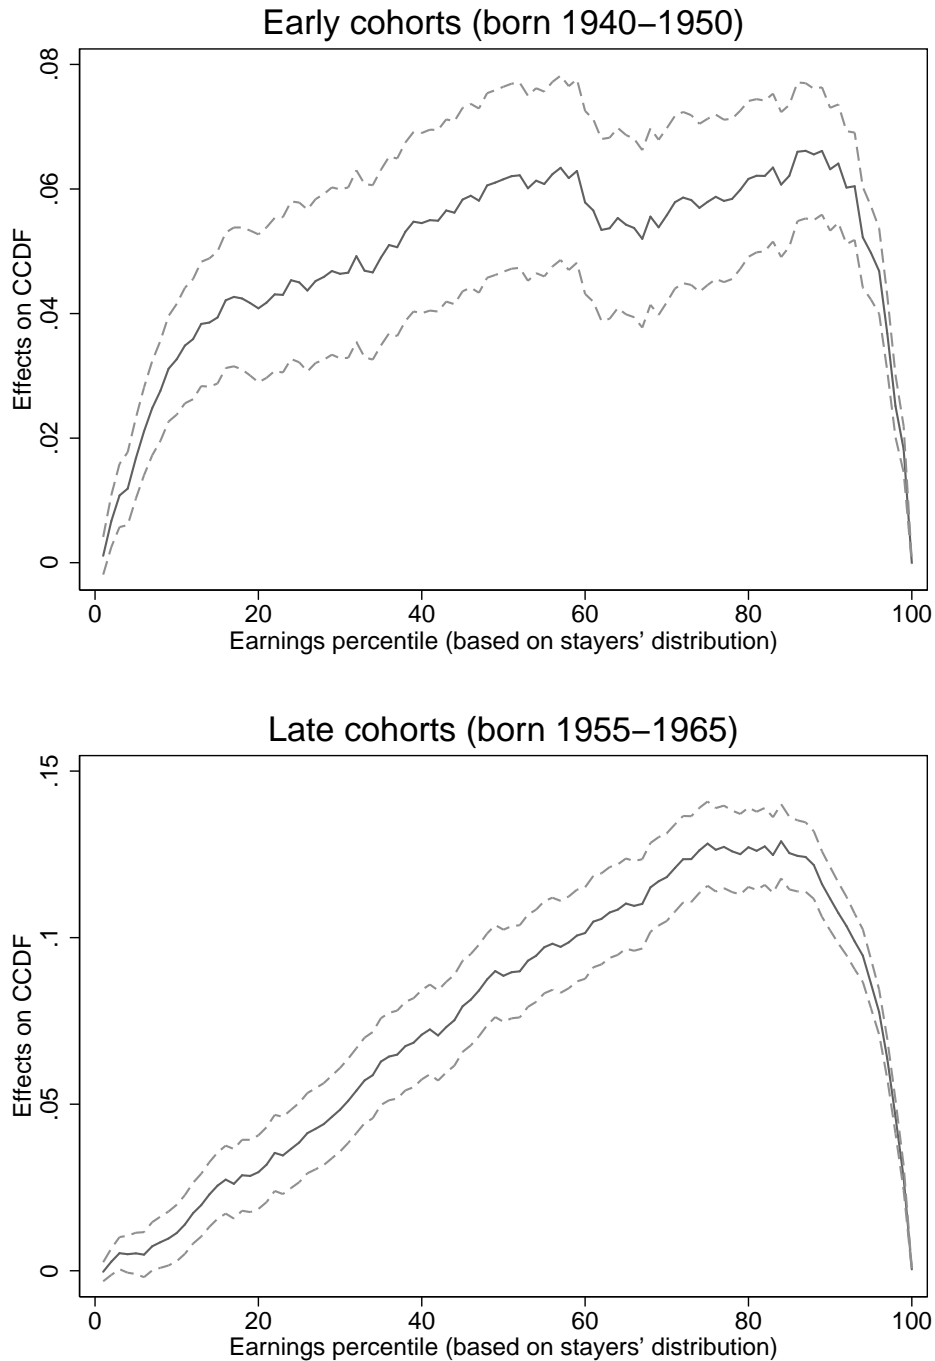 Early cohorts (born 1940−1950)
Effects on CCDF
.08
.06
.04
.02
0
0 20 40 60 80 100
Earnings percentile (based on stayers’ distribution)
Late cohorts (born 1955−1965)
Effects on CCDF
.15
.1
.05
0
0 20 40 60 80 100
Earnings percentile (based on stayers’ distribution)